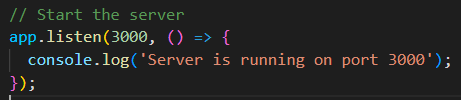 // Start the server
app.listen(3000, () => {
  console.log('Server is running on port 3000');
});